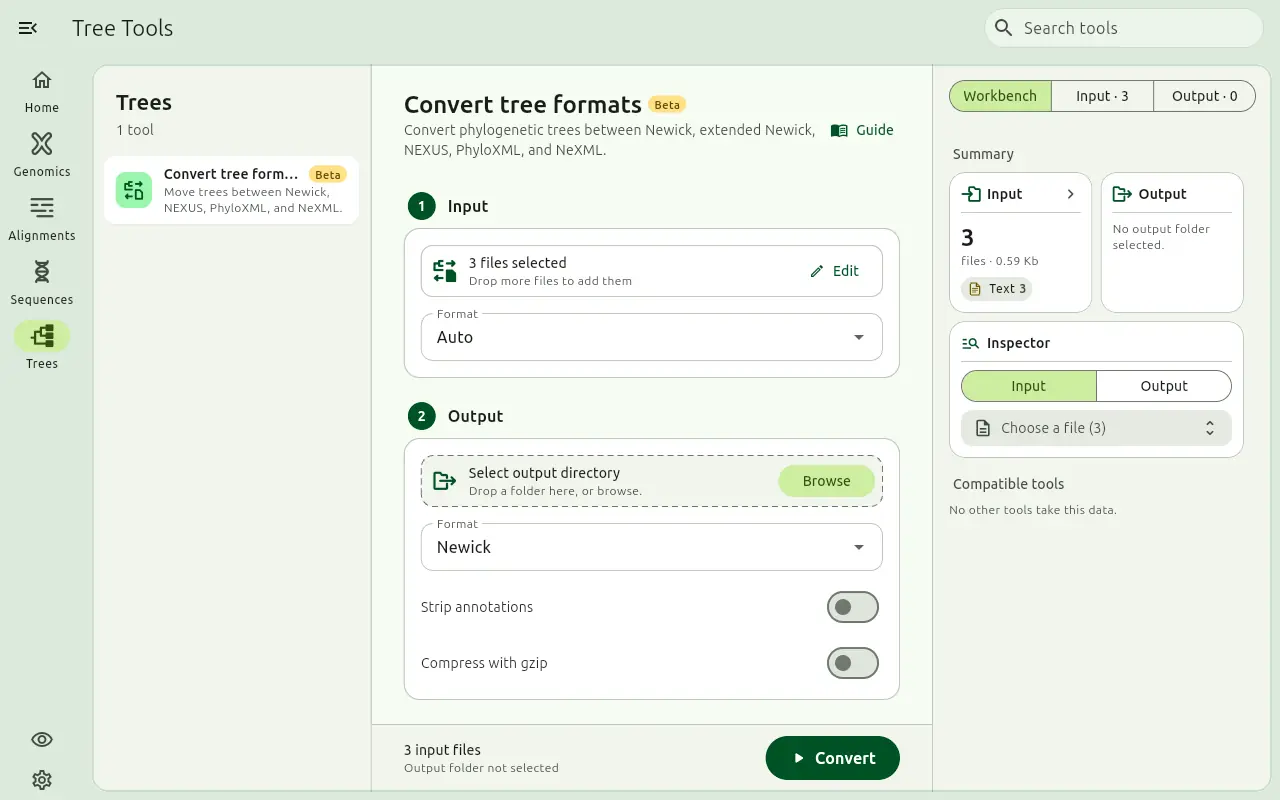 Tree Tools
Search tools
Home
Genomics
Alignments
Sequences
Trees
Trees
1 tool
Convert tree form... Beta
Move trees between Newick,
NEXUS, PhyloXML, and NeXML.
Convert tree formats Beta
Convert phylogenetic trees between Newick, extended Newick,
NEXUS, PhyloXML, and NeXML.
Guide
1 Input
3 files selected
Drop more files to add them
Edit
Format
Auto
2 Output
Select output directory
Drop a folder here, or browse.
Browse
Format
Newick
Strip annotations
Compress with gzip
3 input files
Output folder not selected
Convert
Workbench
Input · 3
Output · 0
Summary
Input
3
files · 0.59 Kb
Text 3
Output
No output folder
selected.
Inspector
Input
Output
Choose a file (3)
Compatible tools
No other tools take this data.